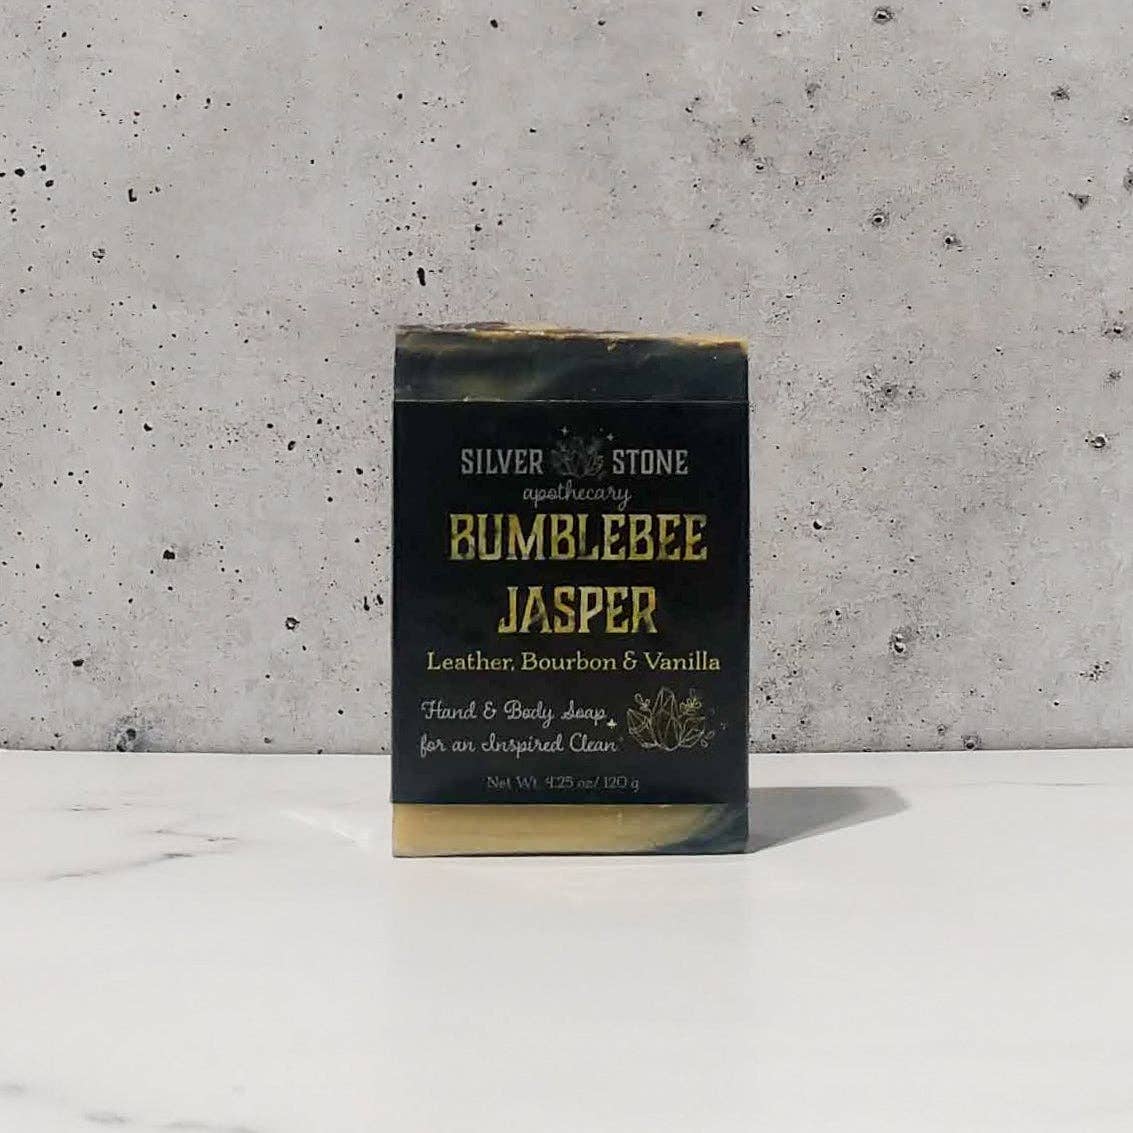 SILVER STONE
apothecary
BUMBLEBEE
JASPER
Leather, Bourbon & Vanilla
Hand & Body Soap
for an Inspired Clean
Net Wt. 4.25 oz/ 120 g